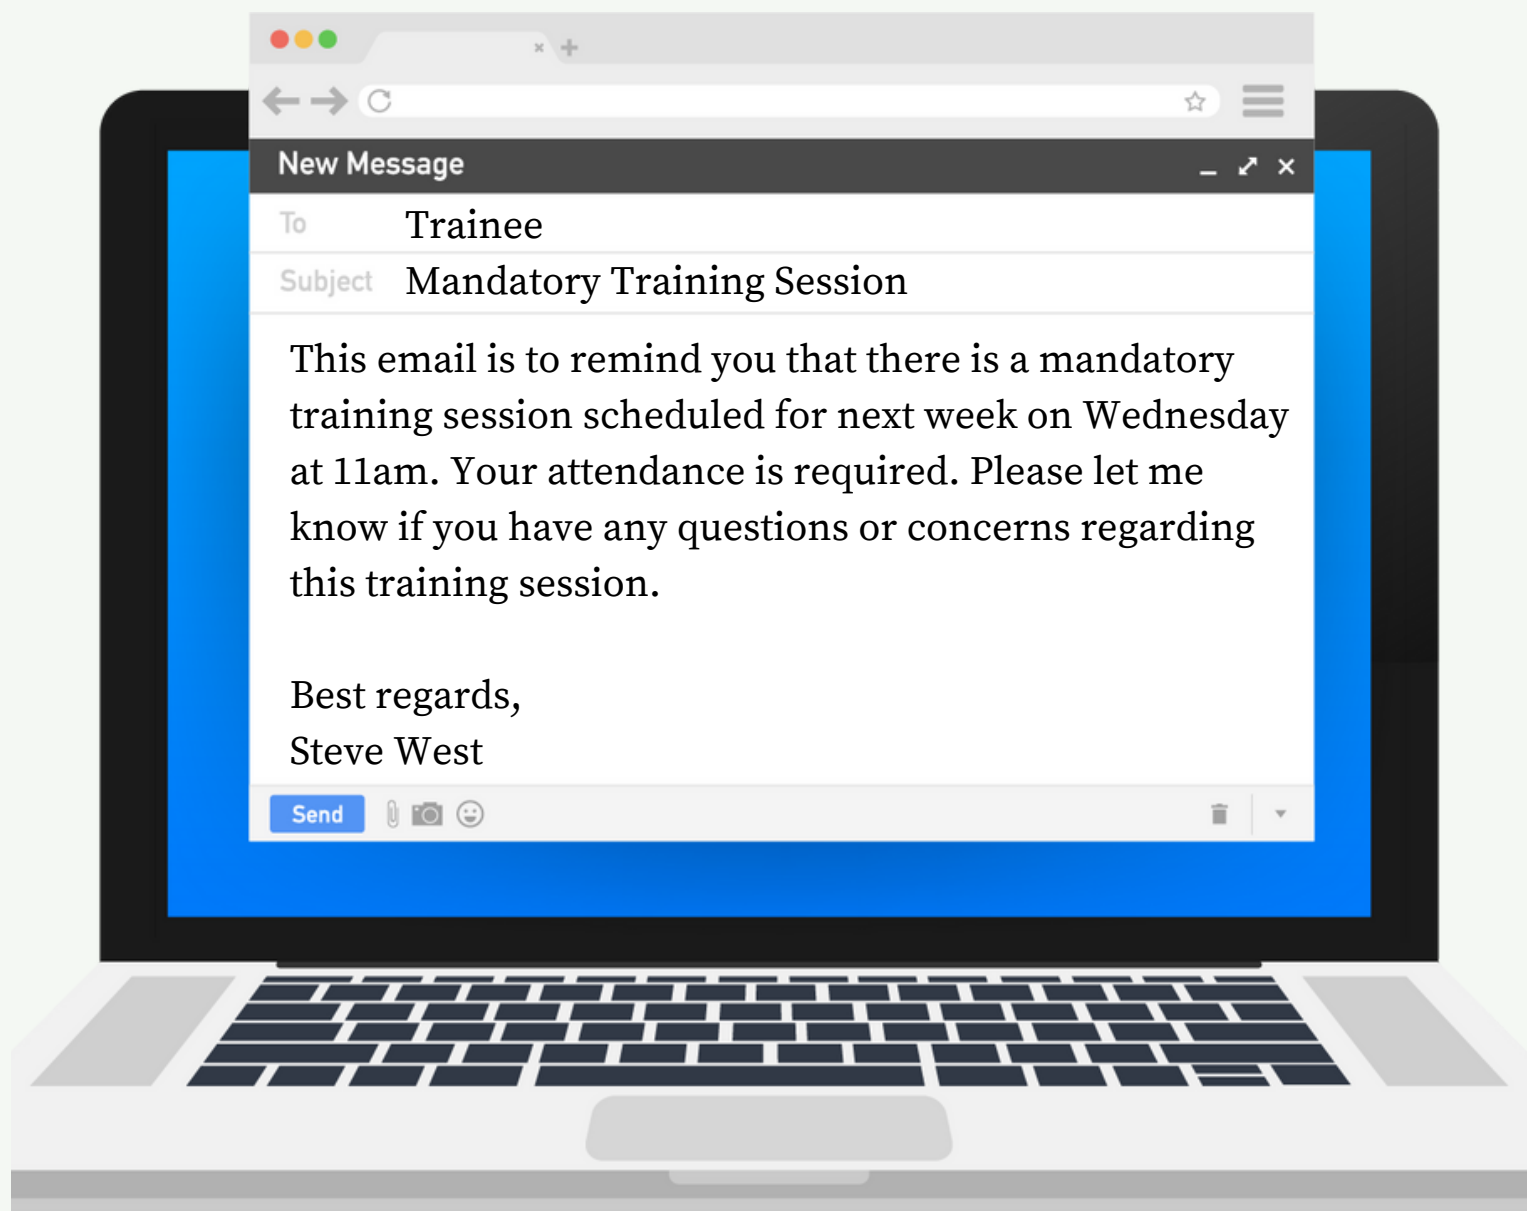 New Message
To Trainee
Subject Mandatory Training Session
This email is to remind you that there is a mandatory
training session scheduled for next week on Wednesday
at 11am. Your attendance is required. Please let me
know if you have any questions or concerns regarding
this training session.
Best regards,
Steve West
Send